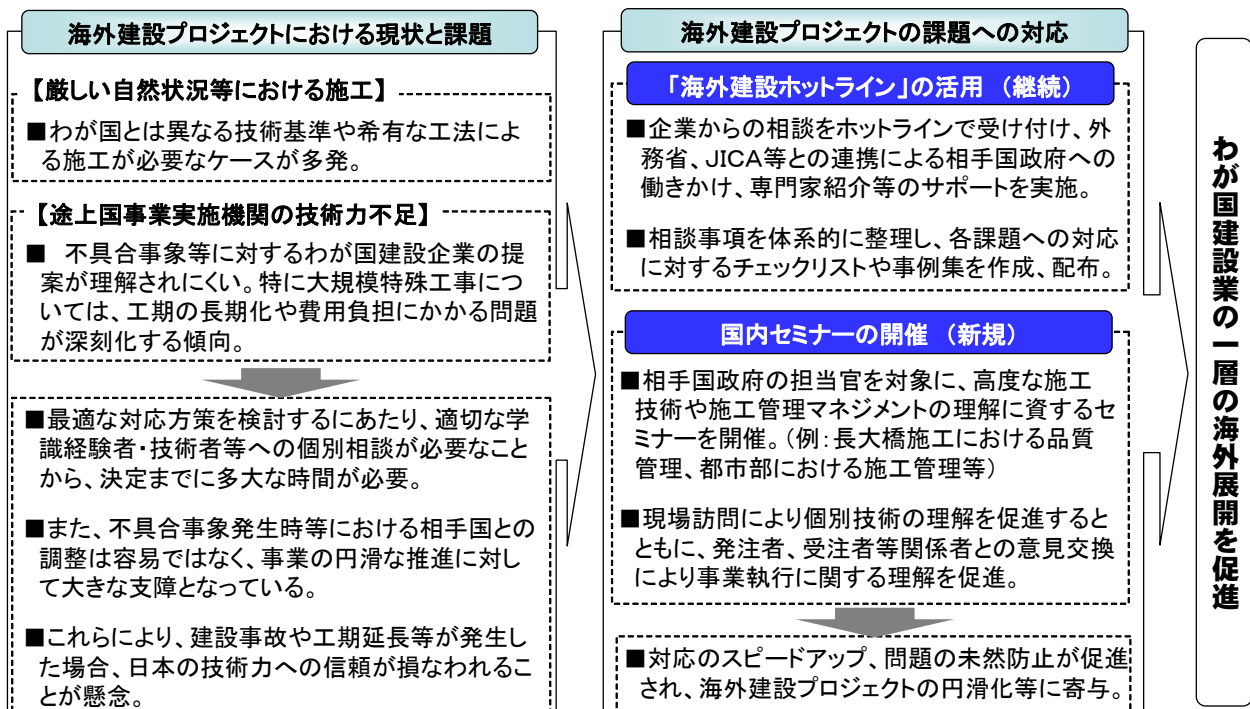 海外建設プロジェクトにおける現状と課題
【厳しい自然状況等における施工】
■わが国とは異なる技術基準や希有な工法によ
る施工が必要なケースが多発。
【途上国事業実施機関の技術力不足】
■ 不具合事象等に対するわが国建設企業の提
案が理解されにくい。特に大規模特殊工事につ
いては、工期の長期化や費用負担にかかる問題
が深刻化する傾向。
■最適な対応方策を検討するにあたり、適切な学
識経験者・技術者等への個別相談が必要なこと
から、決定までに多大な時間が必要。
■また、不具合事象発生時等における相手国との
調整は容易ではなく、事業の円滑な推進に対し
て大きな支障となっている。
■これらにより、建設事故や工期延長等が発生し
た場合、日本の技術力への信頼が損なわれるこ
とが懸念。
海外建設プロジェクトの課題への対応
「海外建設ホットライン」の活用 （継続）
■企業からの相談をホットラインで受け付け、外
務省、JICA等との連携による相手国政府への
働きかけ、専門家紹介等のサポートを実施。
■相談事項を体系的に整理し、各課題への対応
に対するチェックリストや事例集を作成、配布。
国内セミナーの開催 （新規）
■相手国政府の担当官を対象に、高度な施工
技術や施工管理マネジメントの理解に資するセ
ミナーを開催。（例：長大橋施工における品質
管理、都市部における施工管理等）
■現場訪問により個別技術の理解を促進すると
ともに、発注者、受注者等関係者との意見交換
により事業執行に関する理解を促進。
■対応のスピードアップ、問題の未然防止が促進
され、海外建設プロジェクトの円滑化等に寄与。
わが国建設業の一層の海外展開を促進